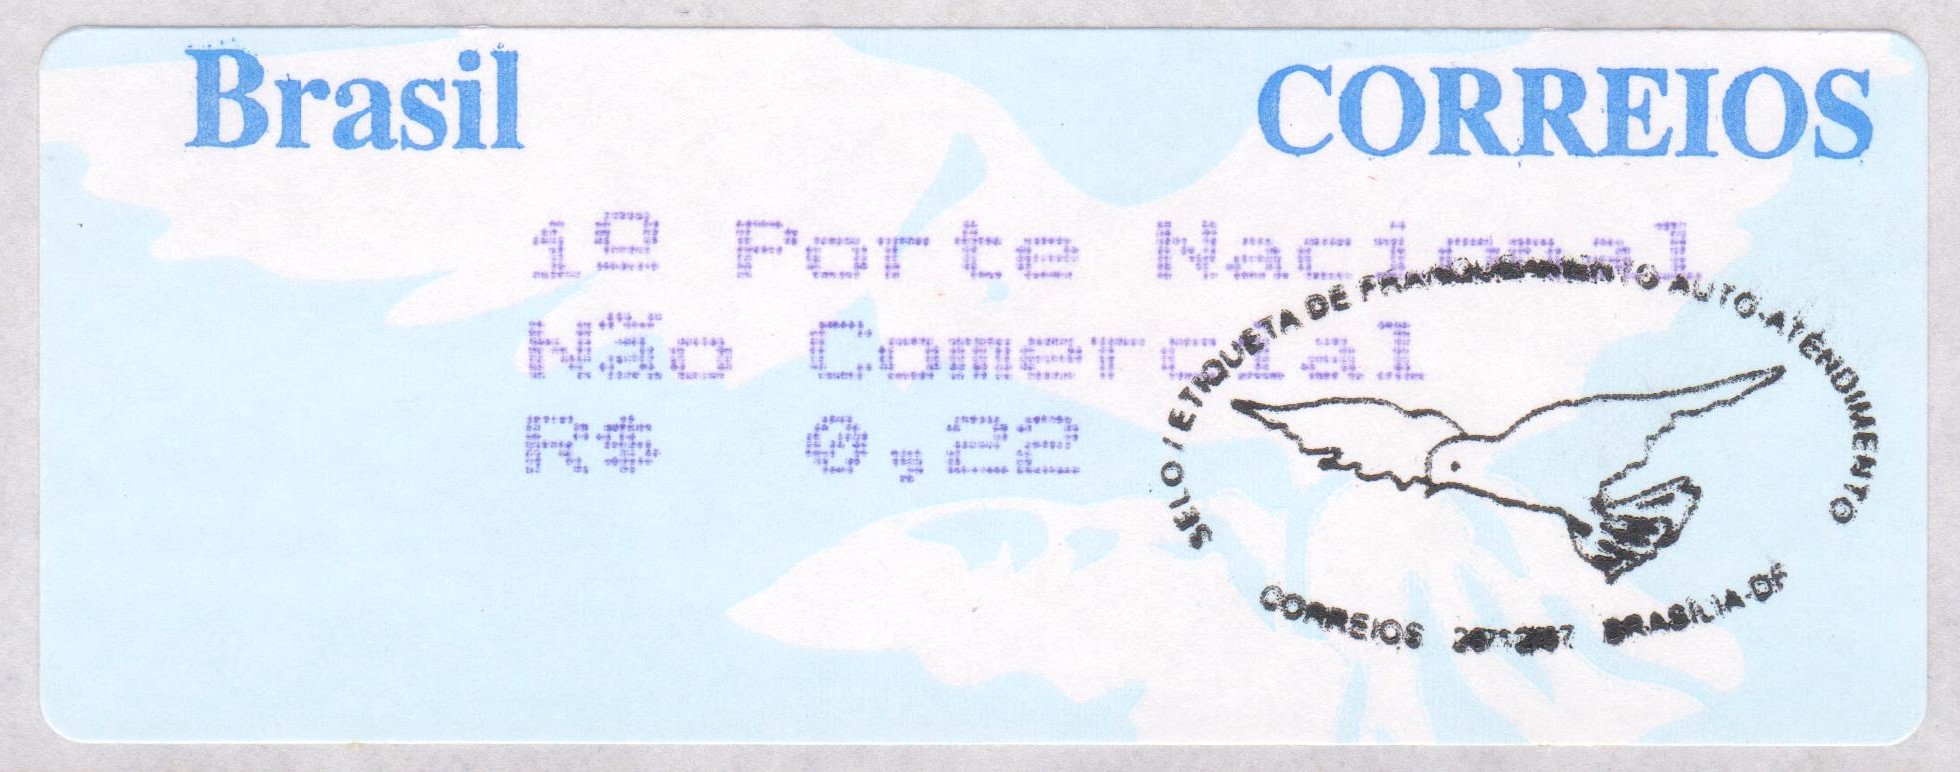 Brasil
CORREIOS
1º Porte Nacional
Não Comercial
R$ 0,22
SELO / ETIQUETA DE FRANQUEAMENTO AUTO-ATENDIMENTO
CORREIOS BRASÍLIA-DF